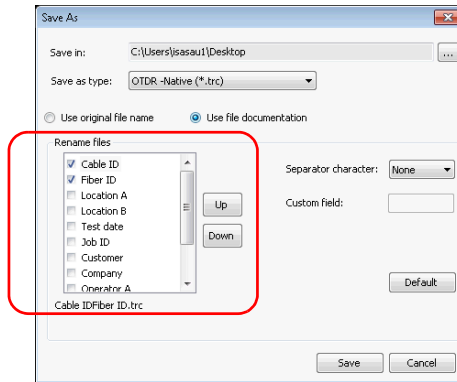 Save As
Save in: C:\Users\isasau1\Desktop ...
Save as type: OTDR -Native (*.trc)
Use original file name Use file documentation
Rename files
Cable ID
Fiber ID
Location A
Location B
Test date
Job ID
Customer
Company
Operator A
Up
Down
Separator character: None
Custom field:
Default
Cable IDFiber ID.trc
Save Cancel